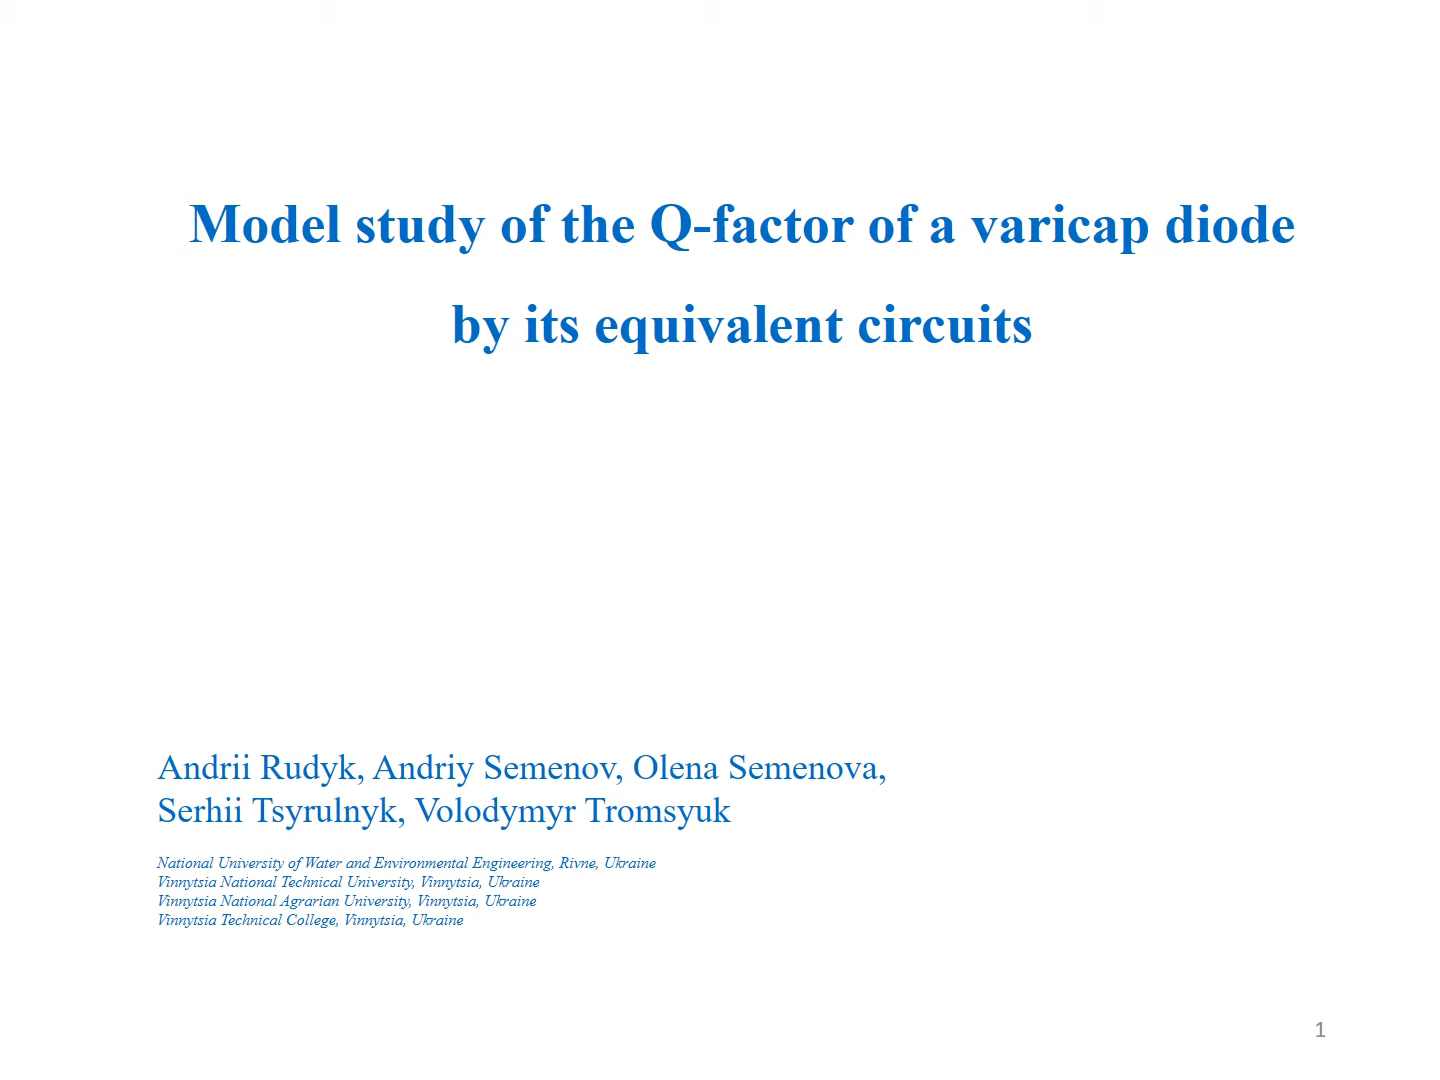 Model study of the Q-factor of a varicap diode
by its equivalent circuits
Andrii Rudyk, Andriy Semenov, Olena Semenova,
Serhii Tsyrulnyk, Volodymyr Tromsyuk
National University of Water and Environmental Engineering, Rivne, Ukraine
Vinnytsia National Technical University, Vinnytsia, Ukraine
Vinnytsia National Agrarian University, Vinnytsia, Ukraine
Vinnytsia Technical College, Vinnytsia, Ukraine
1